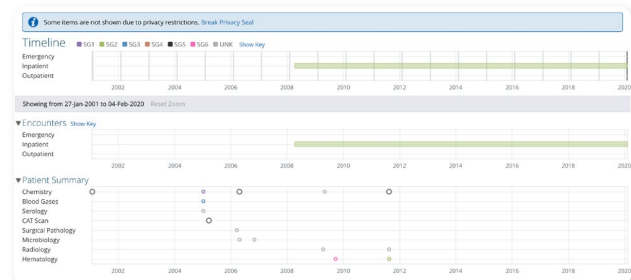 Some items are not shown due to privacy restrictions. Break Privacy Seal
Timeline SG1 SG2 SG3 SG4 SG5 SG6 UNK Show Key
Emergency
Inpatient
Outpatient
2002 2004 2006 2008 2010 2012 2014 2016 2018 2020
Showing from 27-Jan-2001 to 04-Feb-2020 Reset Zoom
Encounters Show Key
Emergency
Inpatient
Outpatient
2002 2004 2006 2008 2010 2012 2014 2016 2018 2020
Patient Summary
Chemistry
Blood Gases
Serology
CAT Scan
Surgical Pathology
Microbiology
Radiology
Hematology
2002 2004 2006 2008 2010 2012 2014 2016 2018 2020